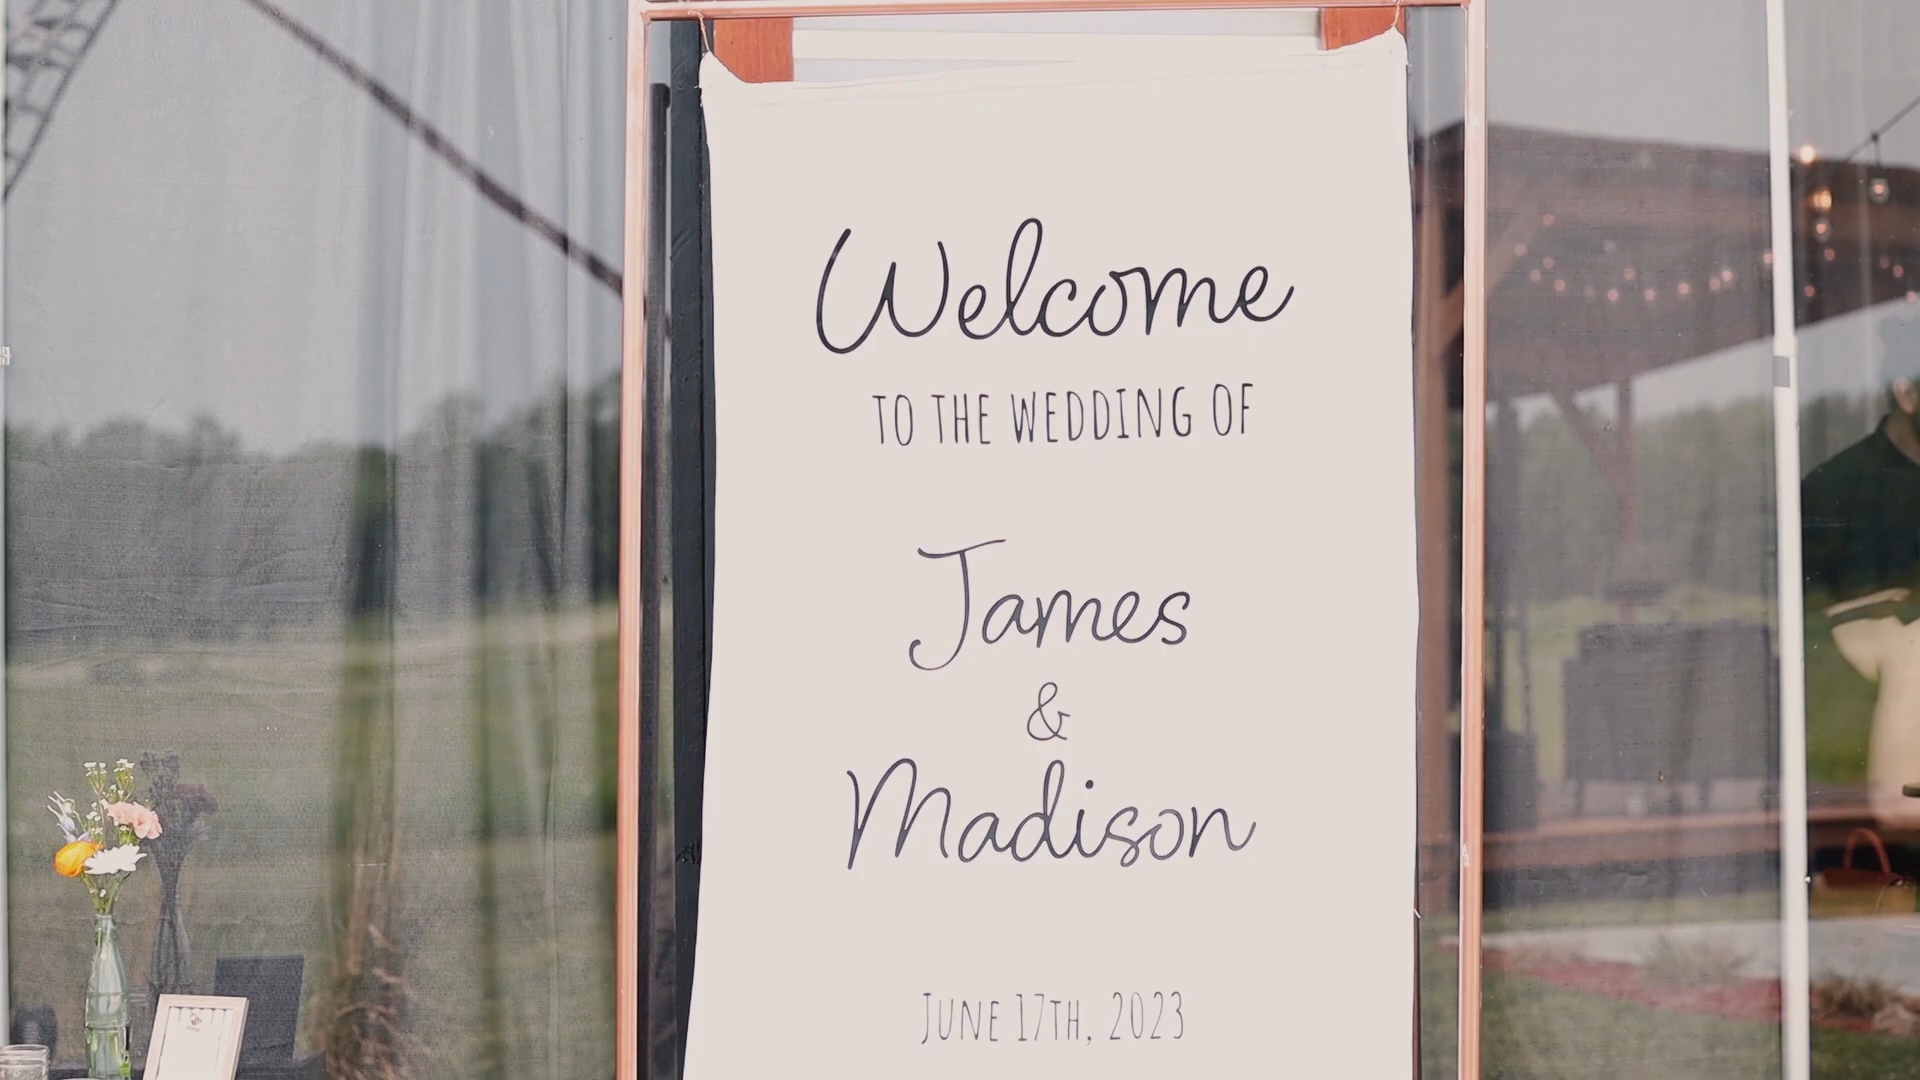 Welcome
TO THE WEDDING OF
James
&
Madison
JUNE 17TH, 2023